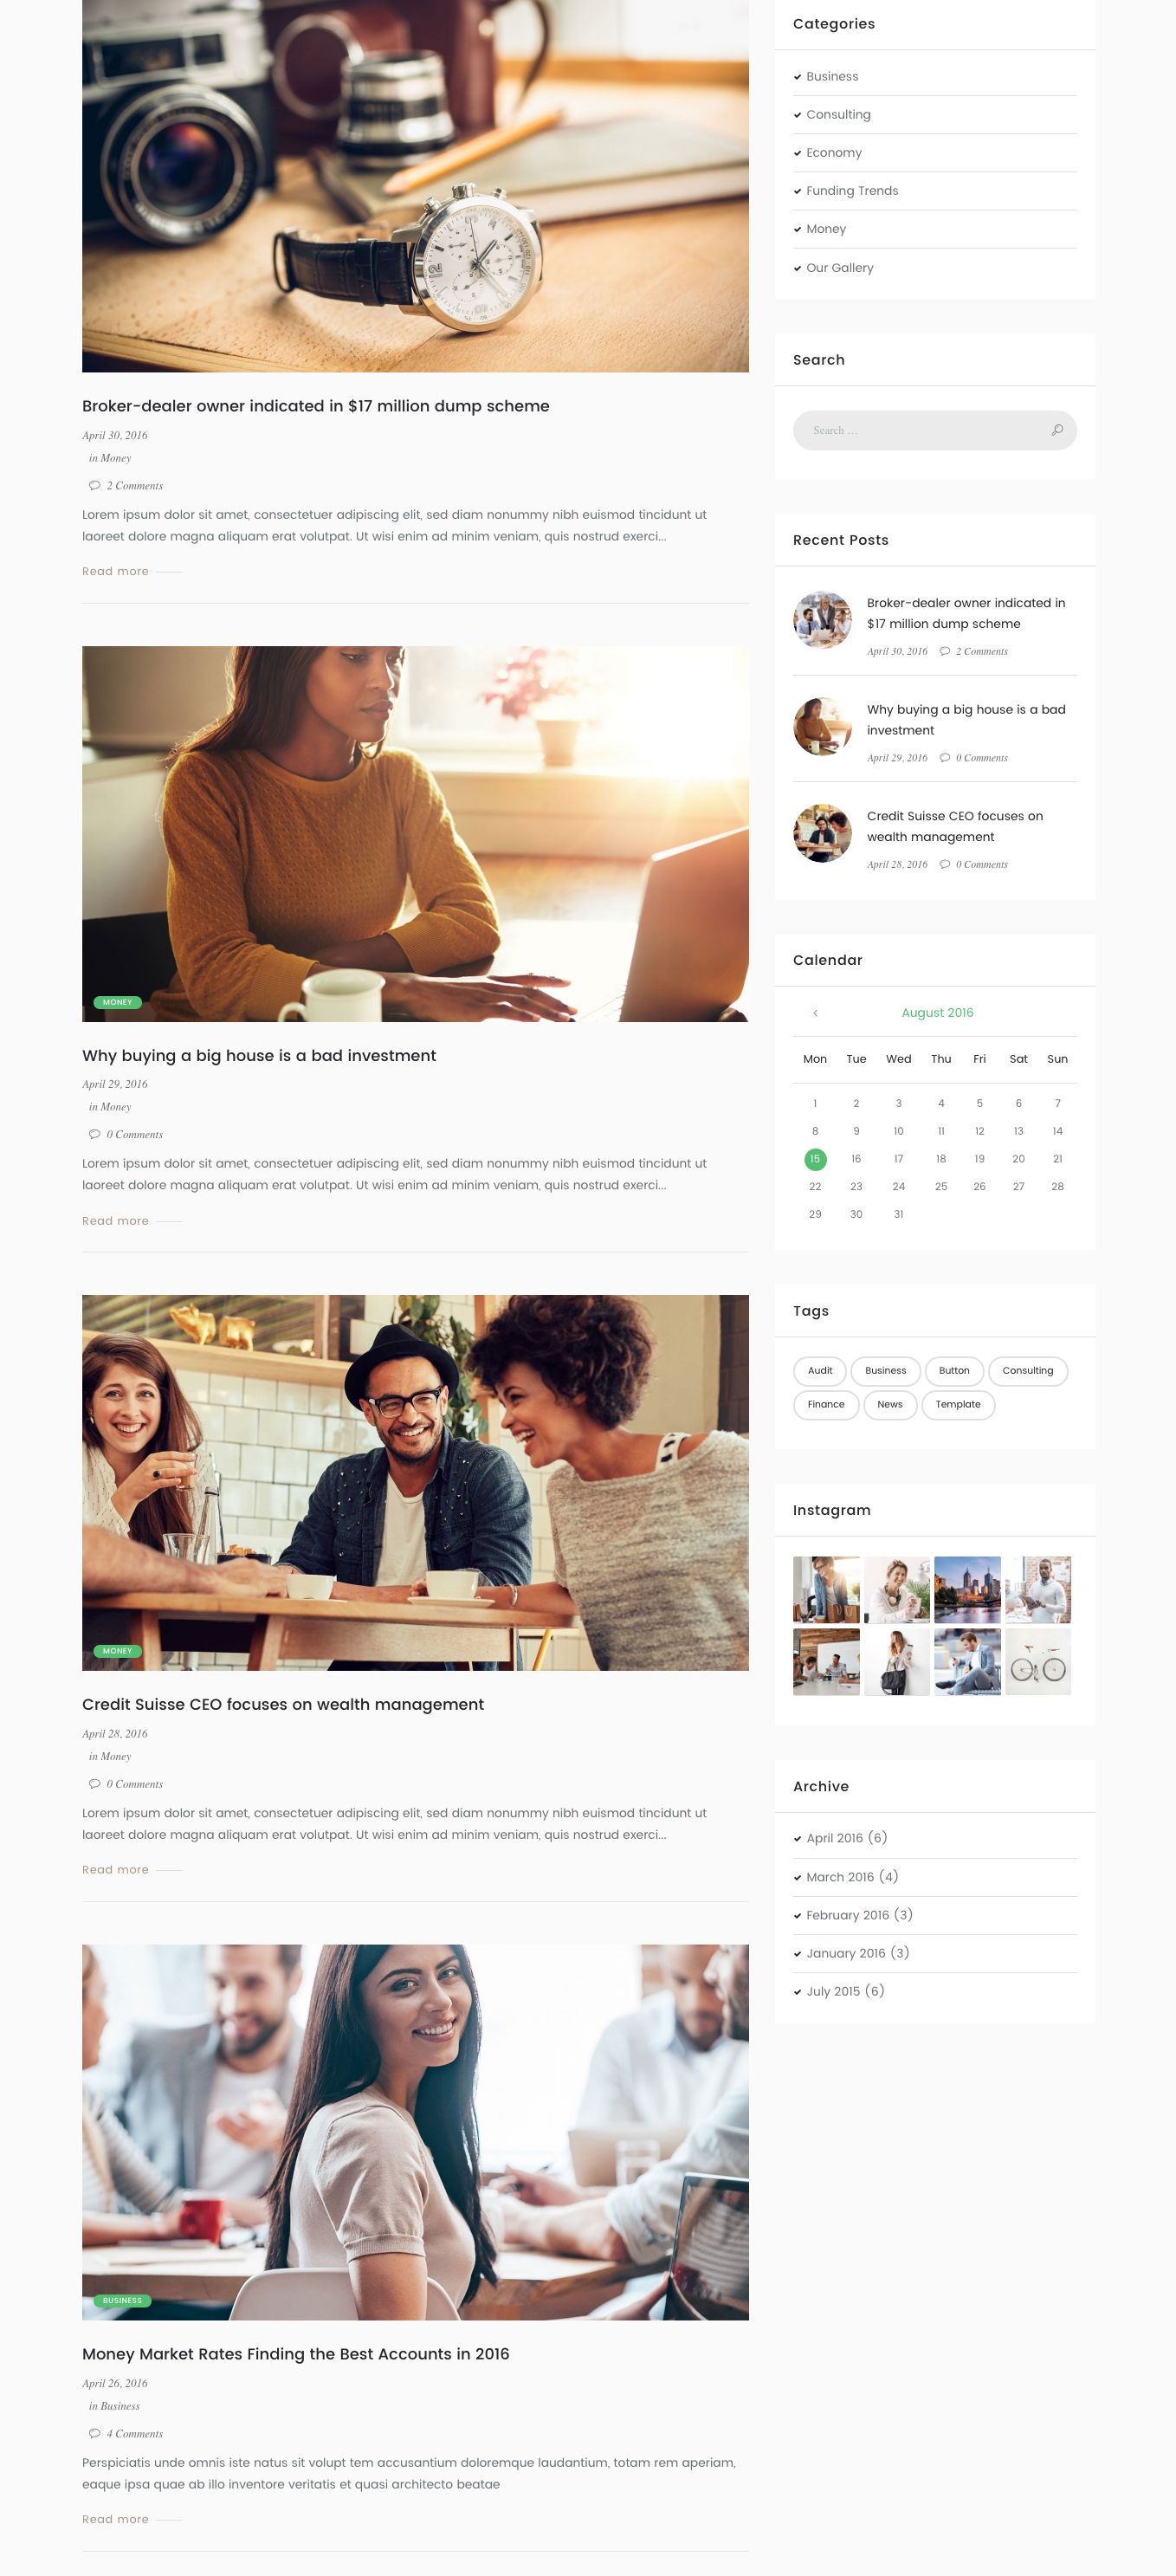 Broker-dealer owner indicated in $17 million dump scheme
April 30, 2016
in Money
2 Comments
Lorem ipsum dolor sit amet, consectetuer adipiscing elit, sed diam nonummy nibh euismod tincidunt ut
laoreet dolore magna aliquam erat volutpat. Ut wisi enim ad minim veniam, quis nostrud exerci...
Read more
MONEY
Why buying a big house is a bad investment
April 29, 2016
in Money
0 Comments
Lorem ipsum dolor sit amet, consectetuer adipiscing elit, sed diam nonummy nibh euismod tincidunt ut
laoreet dolore magna aliquam erat volutpat. Ut wisi enim ad minim veniam, quis nostrud exerci...
Read more
MONEY
Credit Suisse CEO focuses on wealth management
April 28, 2016
in Money
0 Comments
Lorem ipsum dolor sit amet, consectetuer adipiscing elit, sed diam nonummy nibh euismod tincidunt ut
laoreet dolore magna aliquam erat volutpat. Ut wisi enim ad minim veniam, quis nostrud exerci...
Read more
BUSINESS
Money Market Rates Finding the Best Accounts in 2016
April 26, 2016
in Business
4 Comments
Perspiciatis unde omnis iste natus sit volupt tem accusantium doloremque laudantium, totam rem aperiam,
eaque ipsa quae ab illo inventore veritatis et quasi architecto beatae
Read more
Categories
Business
Consulting
Economy
Funding Trends
Money
Our Gallery
Search
Search …
Recent Posts
Broker-dealer owner indicated in
$17 million dump scheme
April 30, 2016 2 Comments
Why buying a big house is a bad
investment
April 29, 2016 0 Comments
Credit Suisse CEO focuses on
wealth management
April 28, 2016 0 Comments
Calendar
‹ August 2016
Mon Tue Wed Thu Fri Sat Sun
1 2 3 4 5 6 7
8 9 10 11 12 13 14
15 16 17 18 19 20 21
22 23 24 25 26 27 28
29 30 31
Tags
Audit Business Button Consulting
Finance News Template
Instagram
Archive
April 2016 (6)
March 2016 (4)
February 2016 (3)
January 2016 (3)
July 2015 (6)